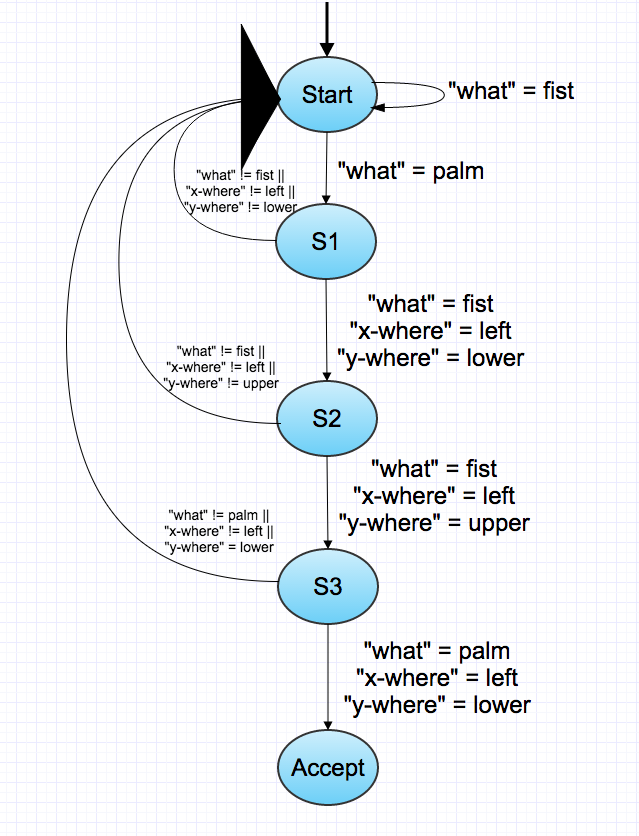 Start
"what" = fist
"what" = palm
"what" != fist ||
"x-where" != left ||
"y-where" != lower
S1
"what" = fist
"x-where" = left
"y-where" = lower
"what" != fist ||
"x-where" != left ||
"y-where" != upper
S2
"what" = fist
"x-where" = left
"y-where" = upper
"what" != palm ||
"x-where" != left ||
"y-where" = lower
S3
"what" = palm
"x-where" = left
"y-where" = lower
Accept